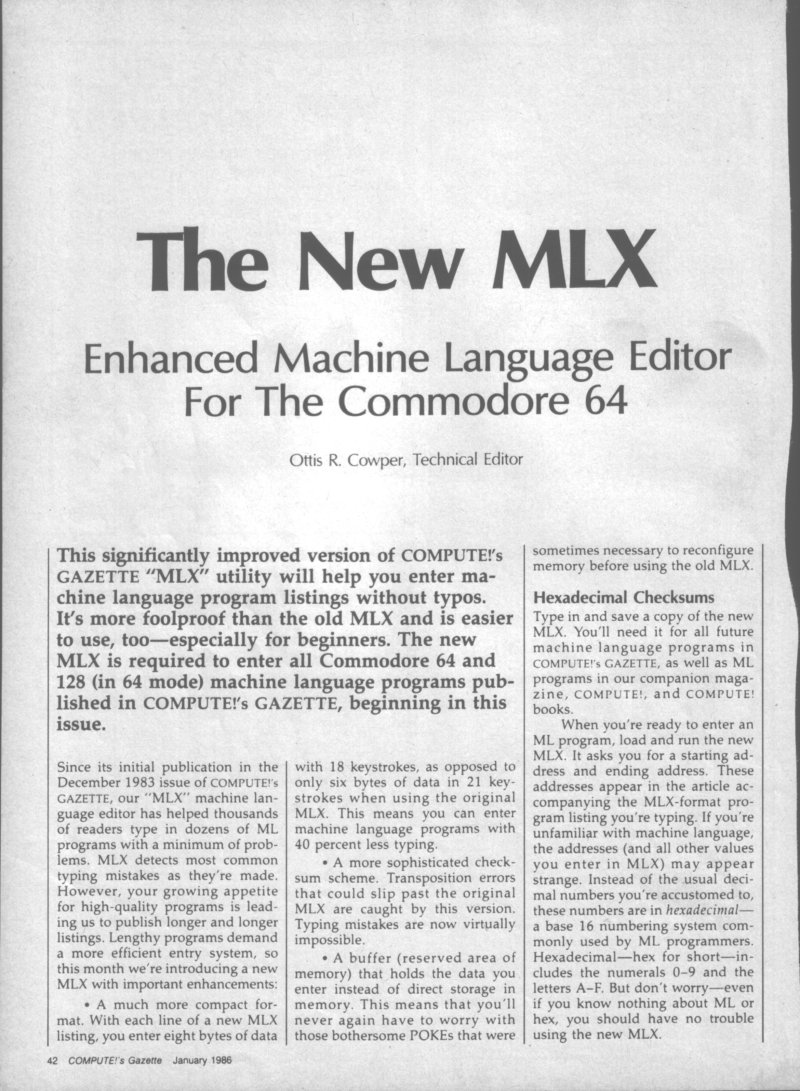 The New MLX
Enhanced Machine Language Editor
For The Commodore 64
Ottis R. Cowper, Technical Editor
This significantly improved version of COMPUTE!'s
GAZETTE "MLX" utility will help you enter ma-
chine language program listings without typos.
It's more foolproof than the old MLX and is easier
to use, too—especially for beginners. The new
MLX is required to enter all Commodore 64 and
128 (in 64 mode) machine language programs pub-
lished in COMPUTE!'s GAZETTE, beginning in this
issue.
Since its initial publication in the
December 1983 issue of COMPUTE!'s
GAZETTE, our "MLX" machine lan-
guage editor has helped thousands
of readers type in dozens of ML
programs with a minimum of prob-
lems. MLX detects most common
typing mistakes as they're made.
However, your growing appetite
for high-quality programs is lead-
ing us to publish longer and longer
listings. Lengthy programs demand
a more efficient entry system, so
this month we're introducing a new
MLX with important enhancements:
• A much more compact for-
mat. With each line of a new MLX
listing, you enter eight bytes of data
with 18 keystrokes, as opposed to
only six bytes of data in 21 key-
strokes when using the original
MLX. This means you can enter
machine language programs with
40 percent less typing.
• A more sophisticated check-
sum scheme. Transposition errors
that could slip past the original
MLX are caught by this version.
Typing mistakes are now virtually
impossible.
• A buffer (reserved area of
memory) that holds the data you
enter instead of direct storage in
memory. This means that you'll
never again have to worry with
those bothersome POKEs that were
sometimes necessary to reconfigure
memory before using the old MLX.
Hexadecimal Checksums
Type in and save a copy of the new
MLX. You'll need it for all future
machine language programs in
COMPUTE!'s GAZETTE, as well as ML
programs in our companion maga-
zine, COMPUTE!, and COMPUTE!
books.
When you're ready to enter an
ML program, load and run the new
MLX. It asks you for a starting ad-
dress and ending address. These
addresses appear in the article ac-
companying the MLX-format pro-
gram listing you're typing. If you're
unfamiliar with machine language,
the addresses (and all other values
you enter in MLX) may appear
strange. Instead of the usual deci-
mal numbers you're accustomed to,
these numbers are in hexadecimal—
a base 16 numbering system com-
monly used by ML programmers.
Hexadecimal—hex for short—in-
cludes the numerals 0–9 and the
letters A–F. But don't worry—even
if you know nothing about ML or
hex, you should have no trouble
using the new MLX.
42 COMPUTE!'s Gazette January 1986